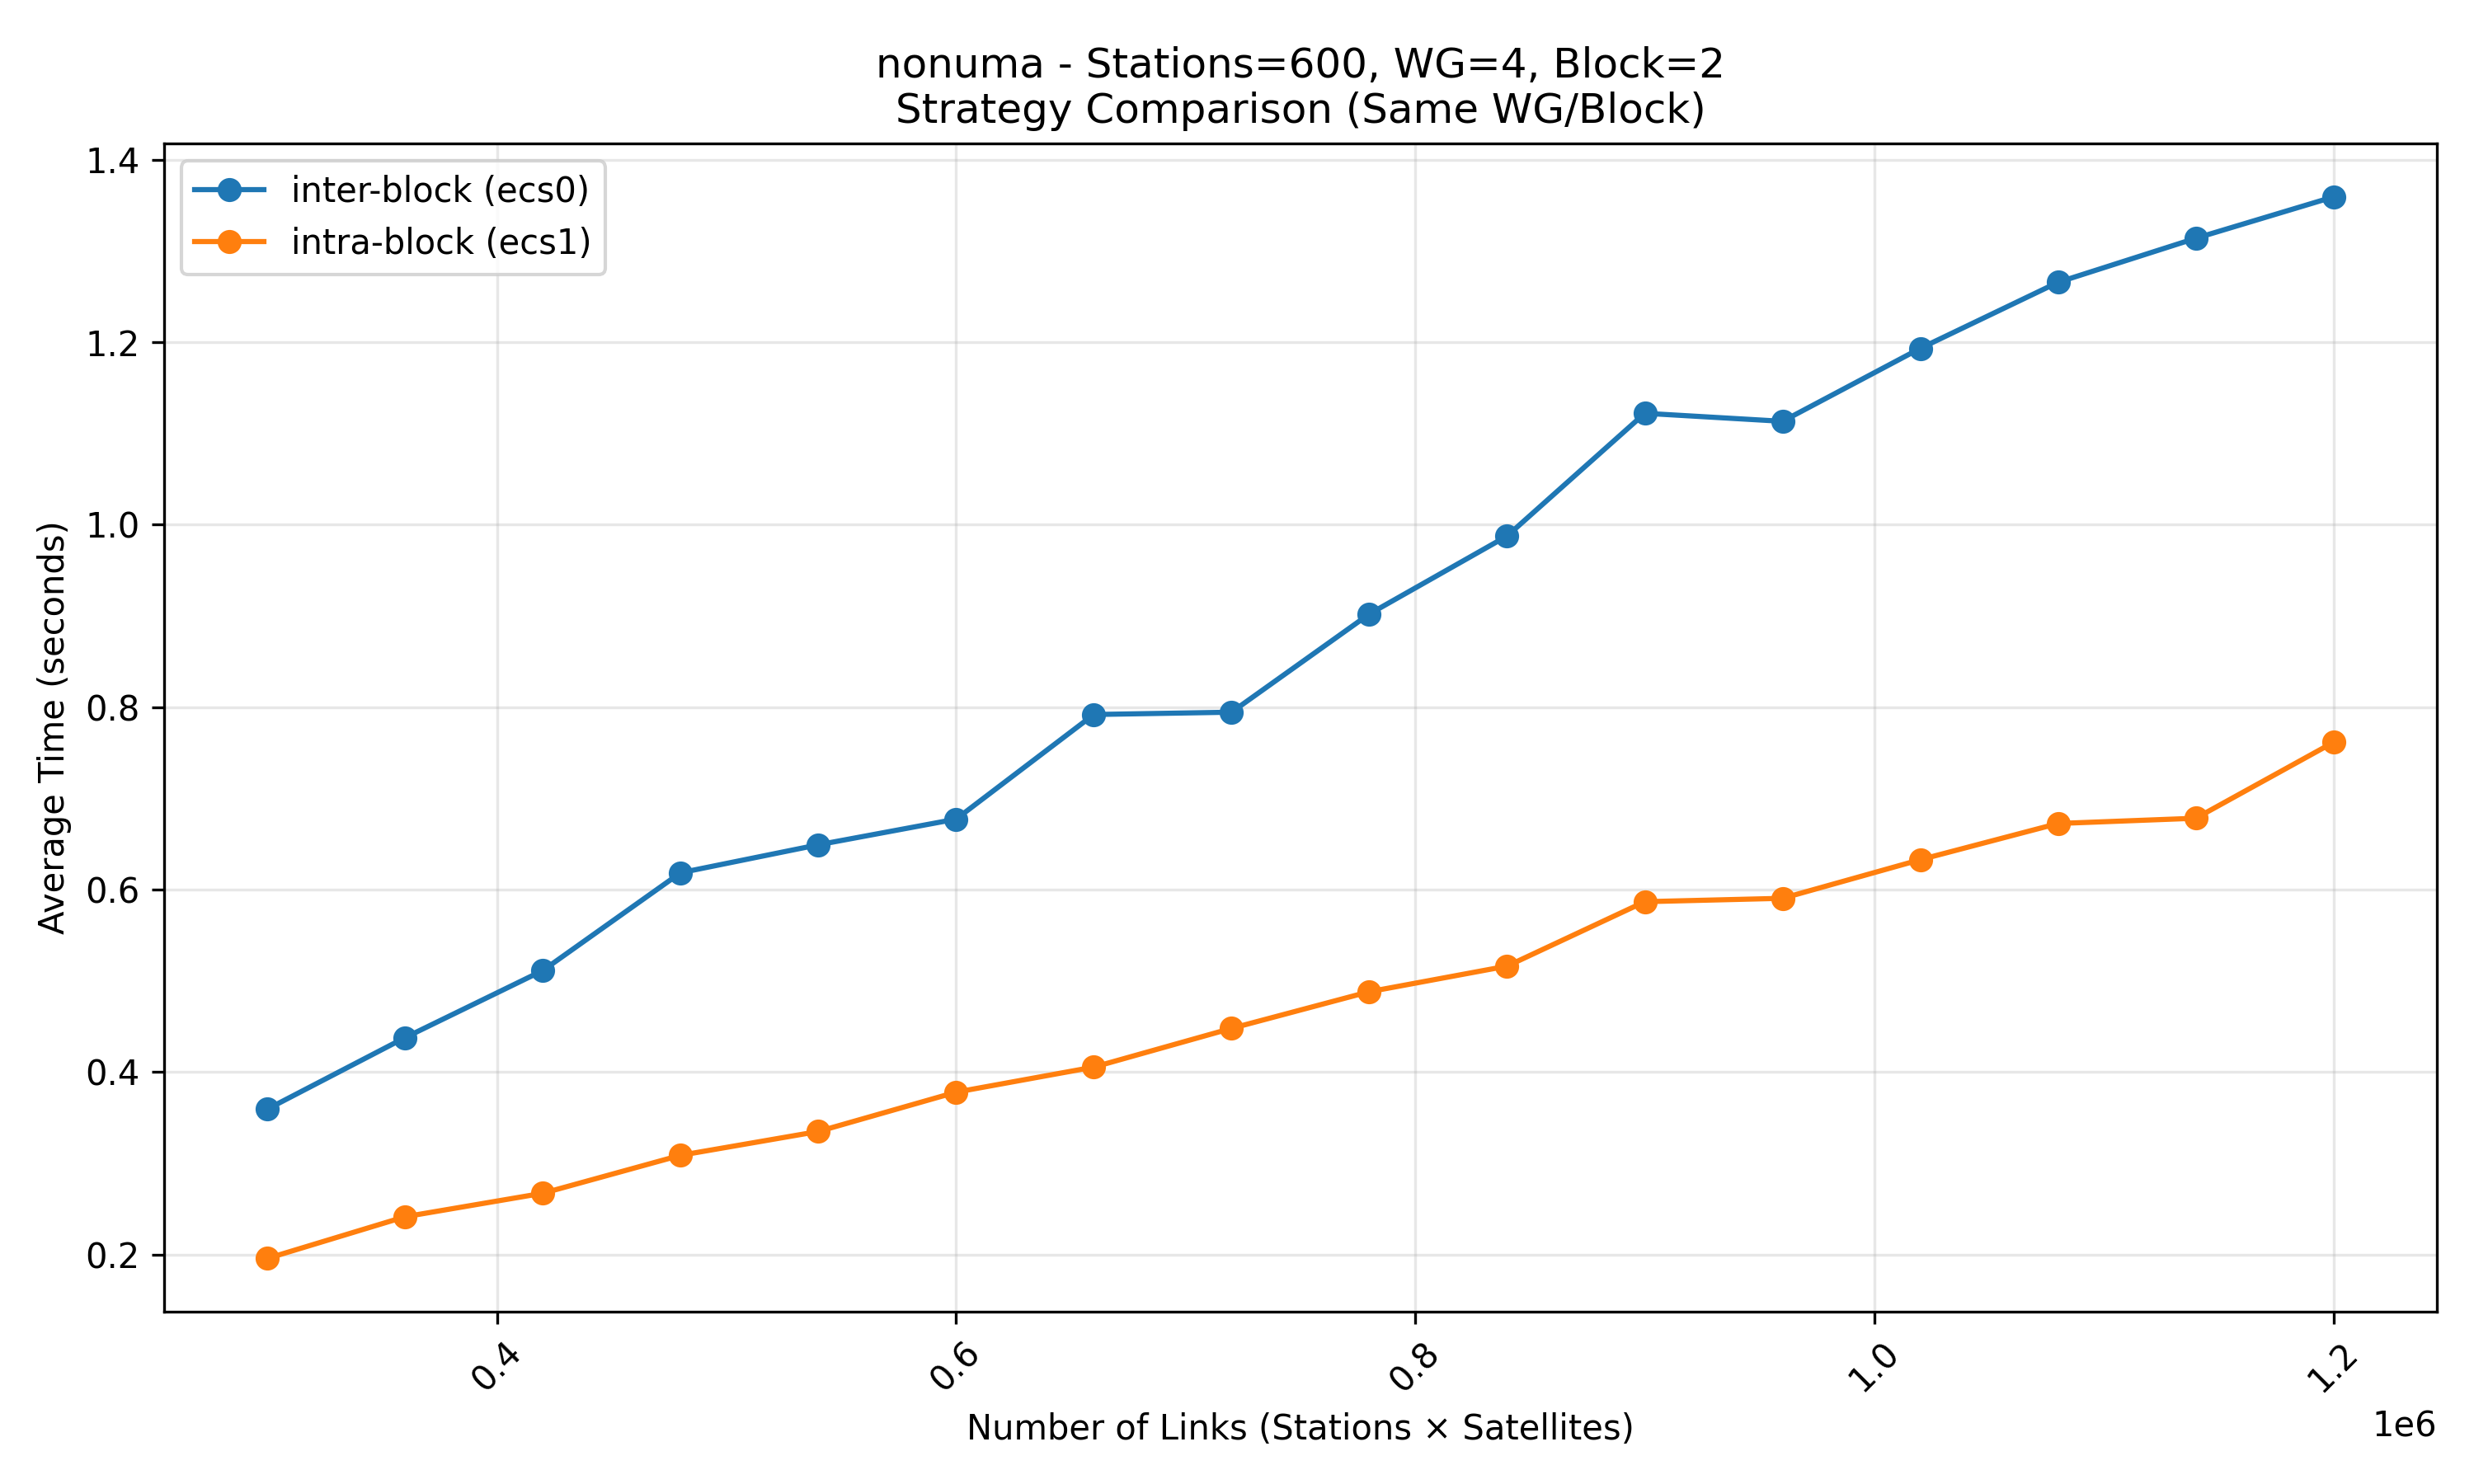 nonuma - Stations=600, WG=4, Block=2
Strategy Comparison (Same WG/Block)
inter-block (ecs0)
intra-block (ecs1)
Average Time (seconds)
1.4
1.2
1.0
0.8
0.6
0.4
0.2
0.4
0.6
0.8
1.0
1.2
1e6
Number of Links (Stations × Satellites)